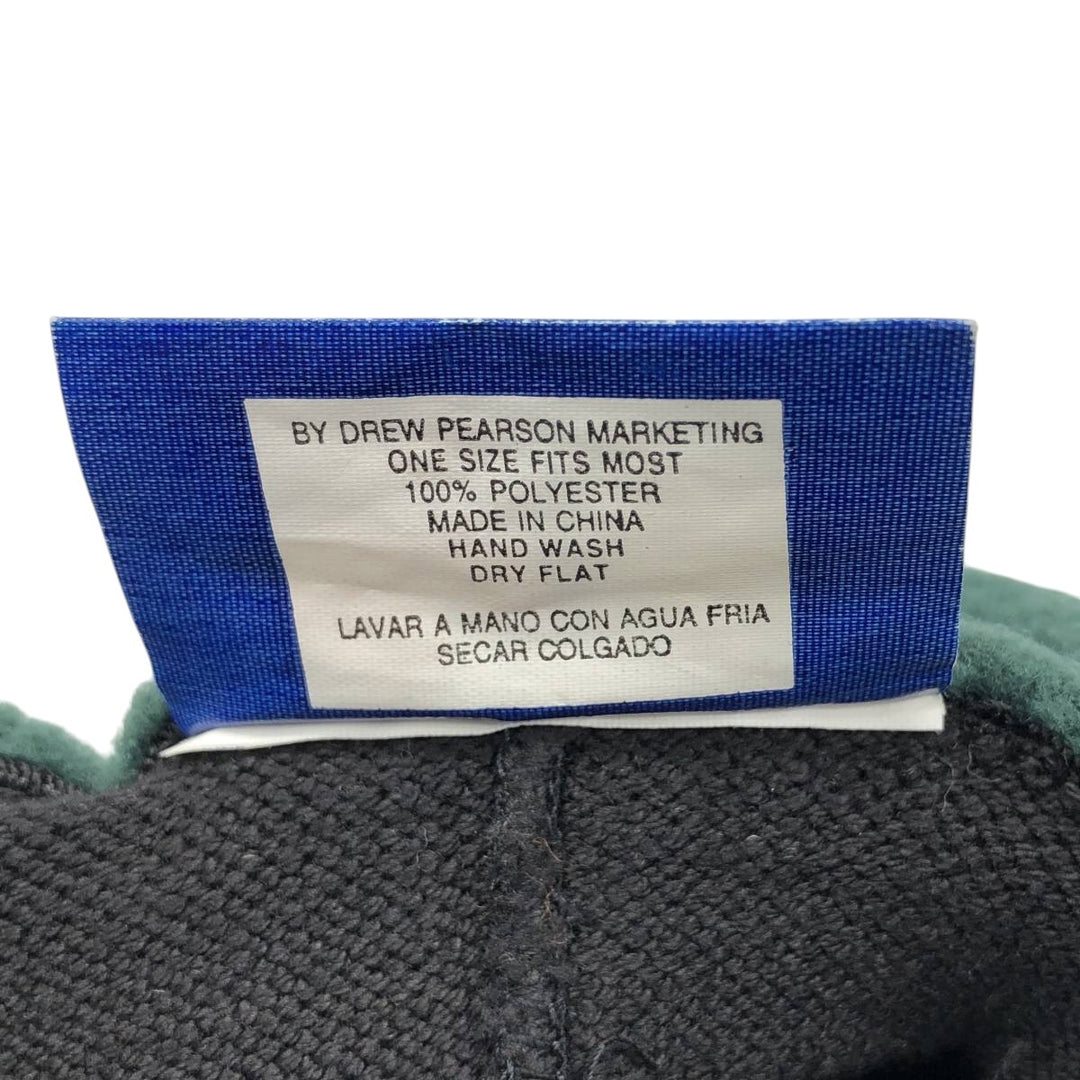 BY DREW PEARSON MARKETING
ONE SIZE FITS MOST
100% POLYESTER
MADE IN CHINA
HAND WASH
DRY FLAT
LAVAR A MANO CON AGUA FRIA
SECAR COLGADO